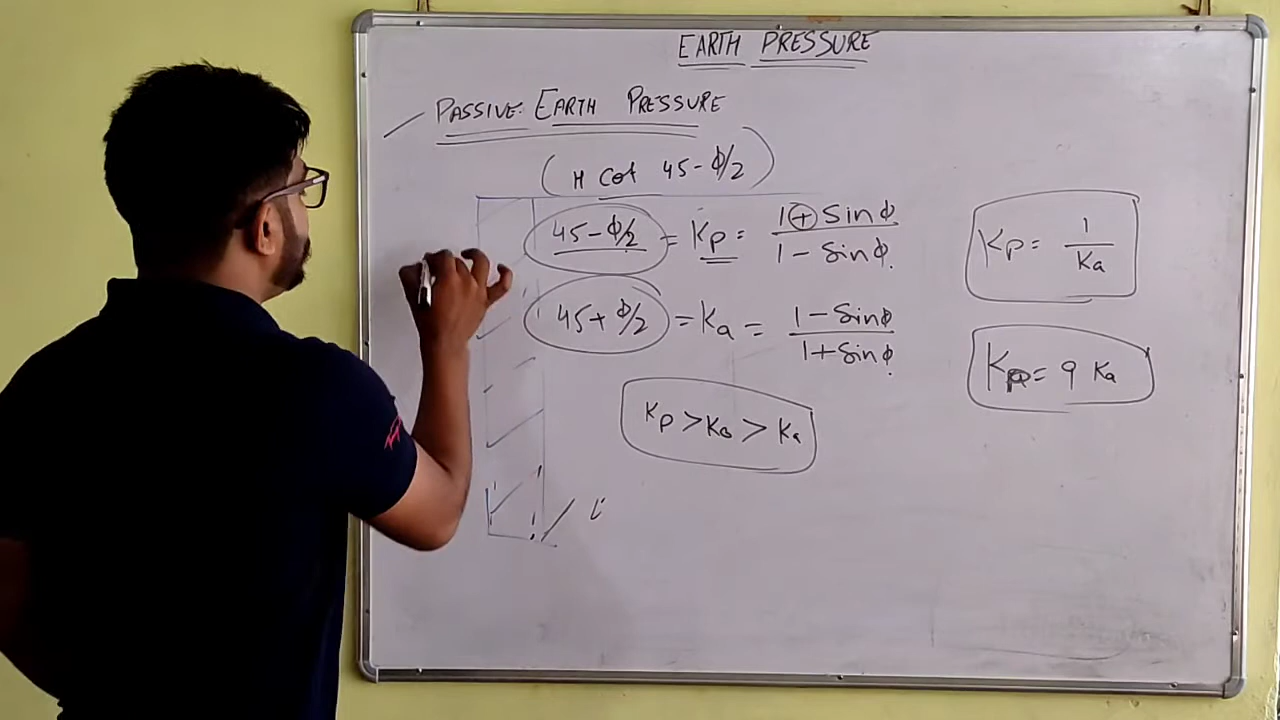 EARTH PRESSURE
PASSIVE EARTH PRESSURE
(H cot 45-ϕ/2)
45-ϕ/2 = Kp = 1+Sinϕ / 1-Sinϕ
45+ϕ/2 = Ka = 1-Sinϕ / 1+Sinϕ
Kp > Ko > Ka
Kp = 1/Ka
Kp = 9 Ka